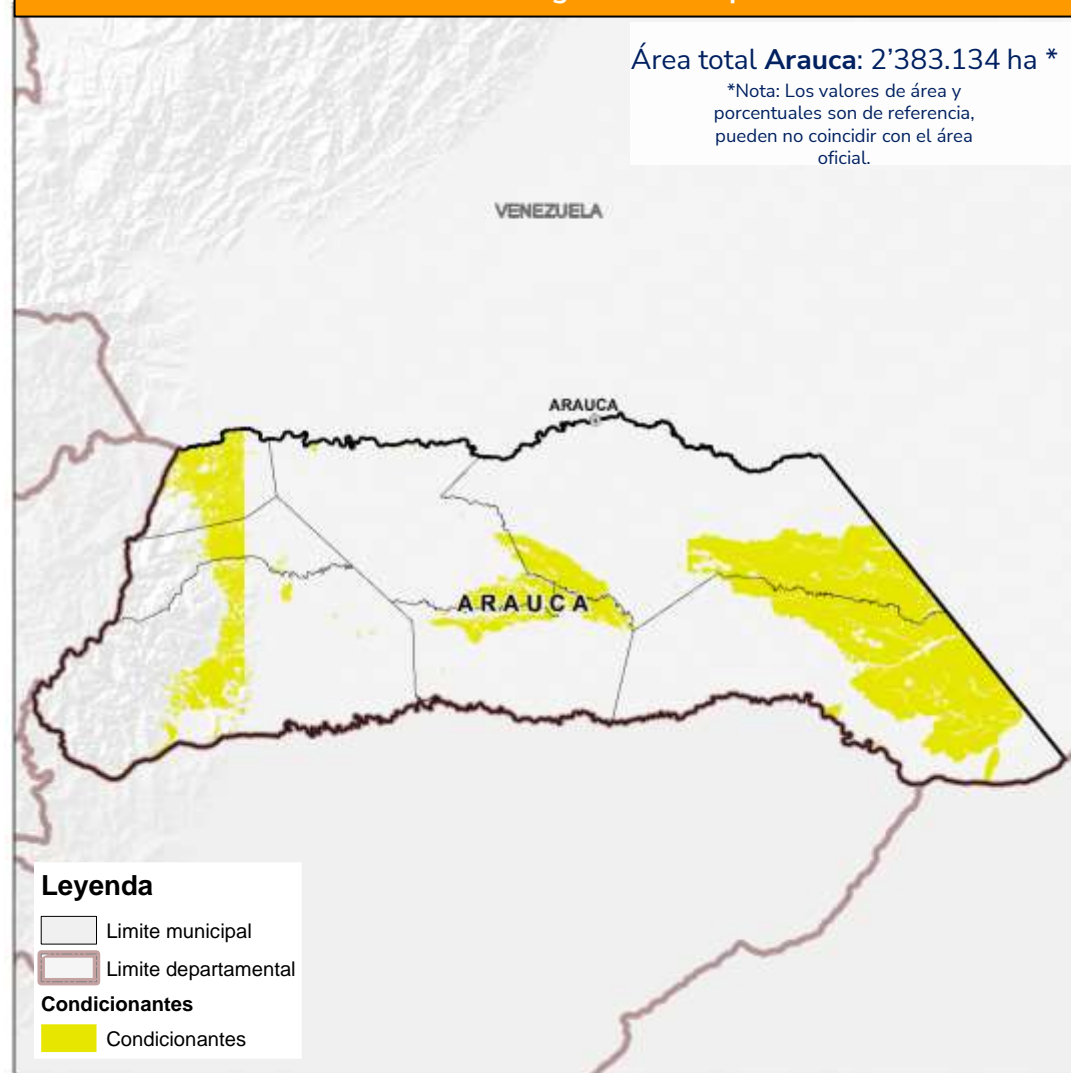 Área total Arauca: 2’383.134 ha *
*Nota: Los valores de área y
porcentuales son de referencia,
pueden no coincidir con el área
oficial.
VENEZUELA
ARAUCA
ARAUCA
Leyenda
Limite municipal
Limite departamental
Condicionantes
Condicionantes